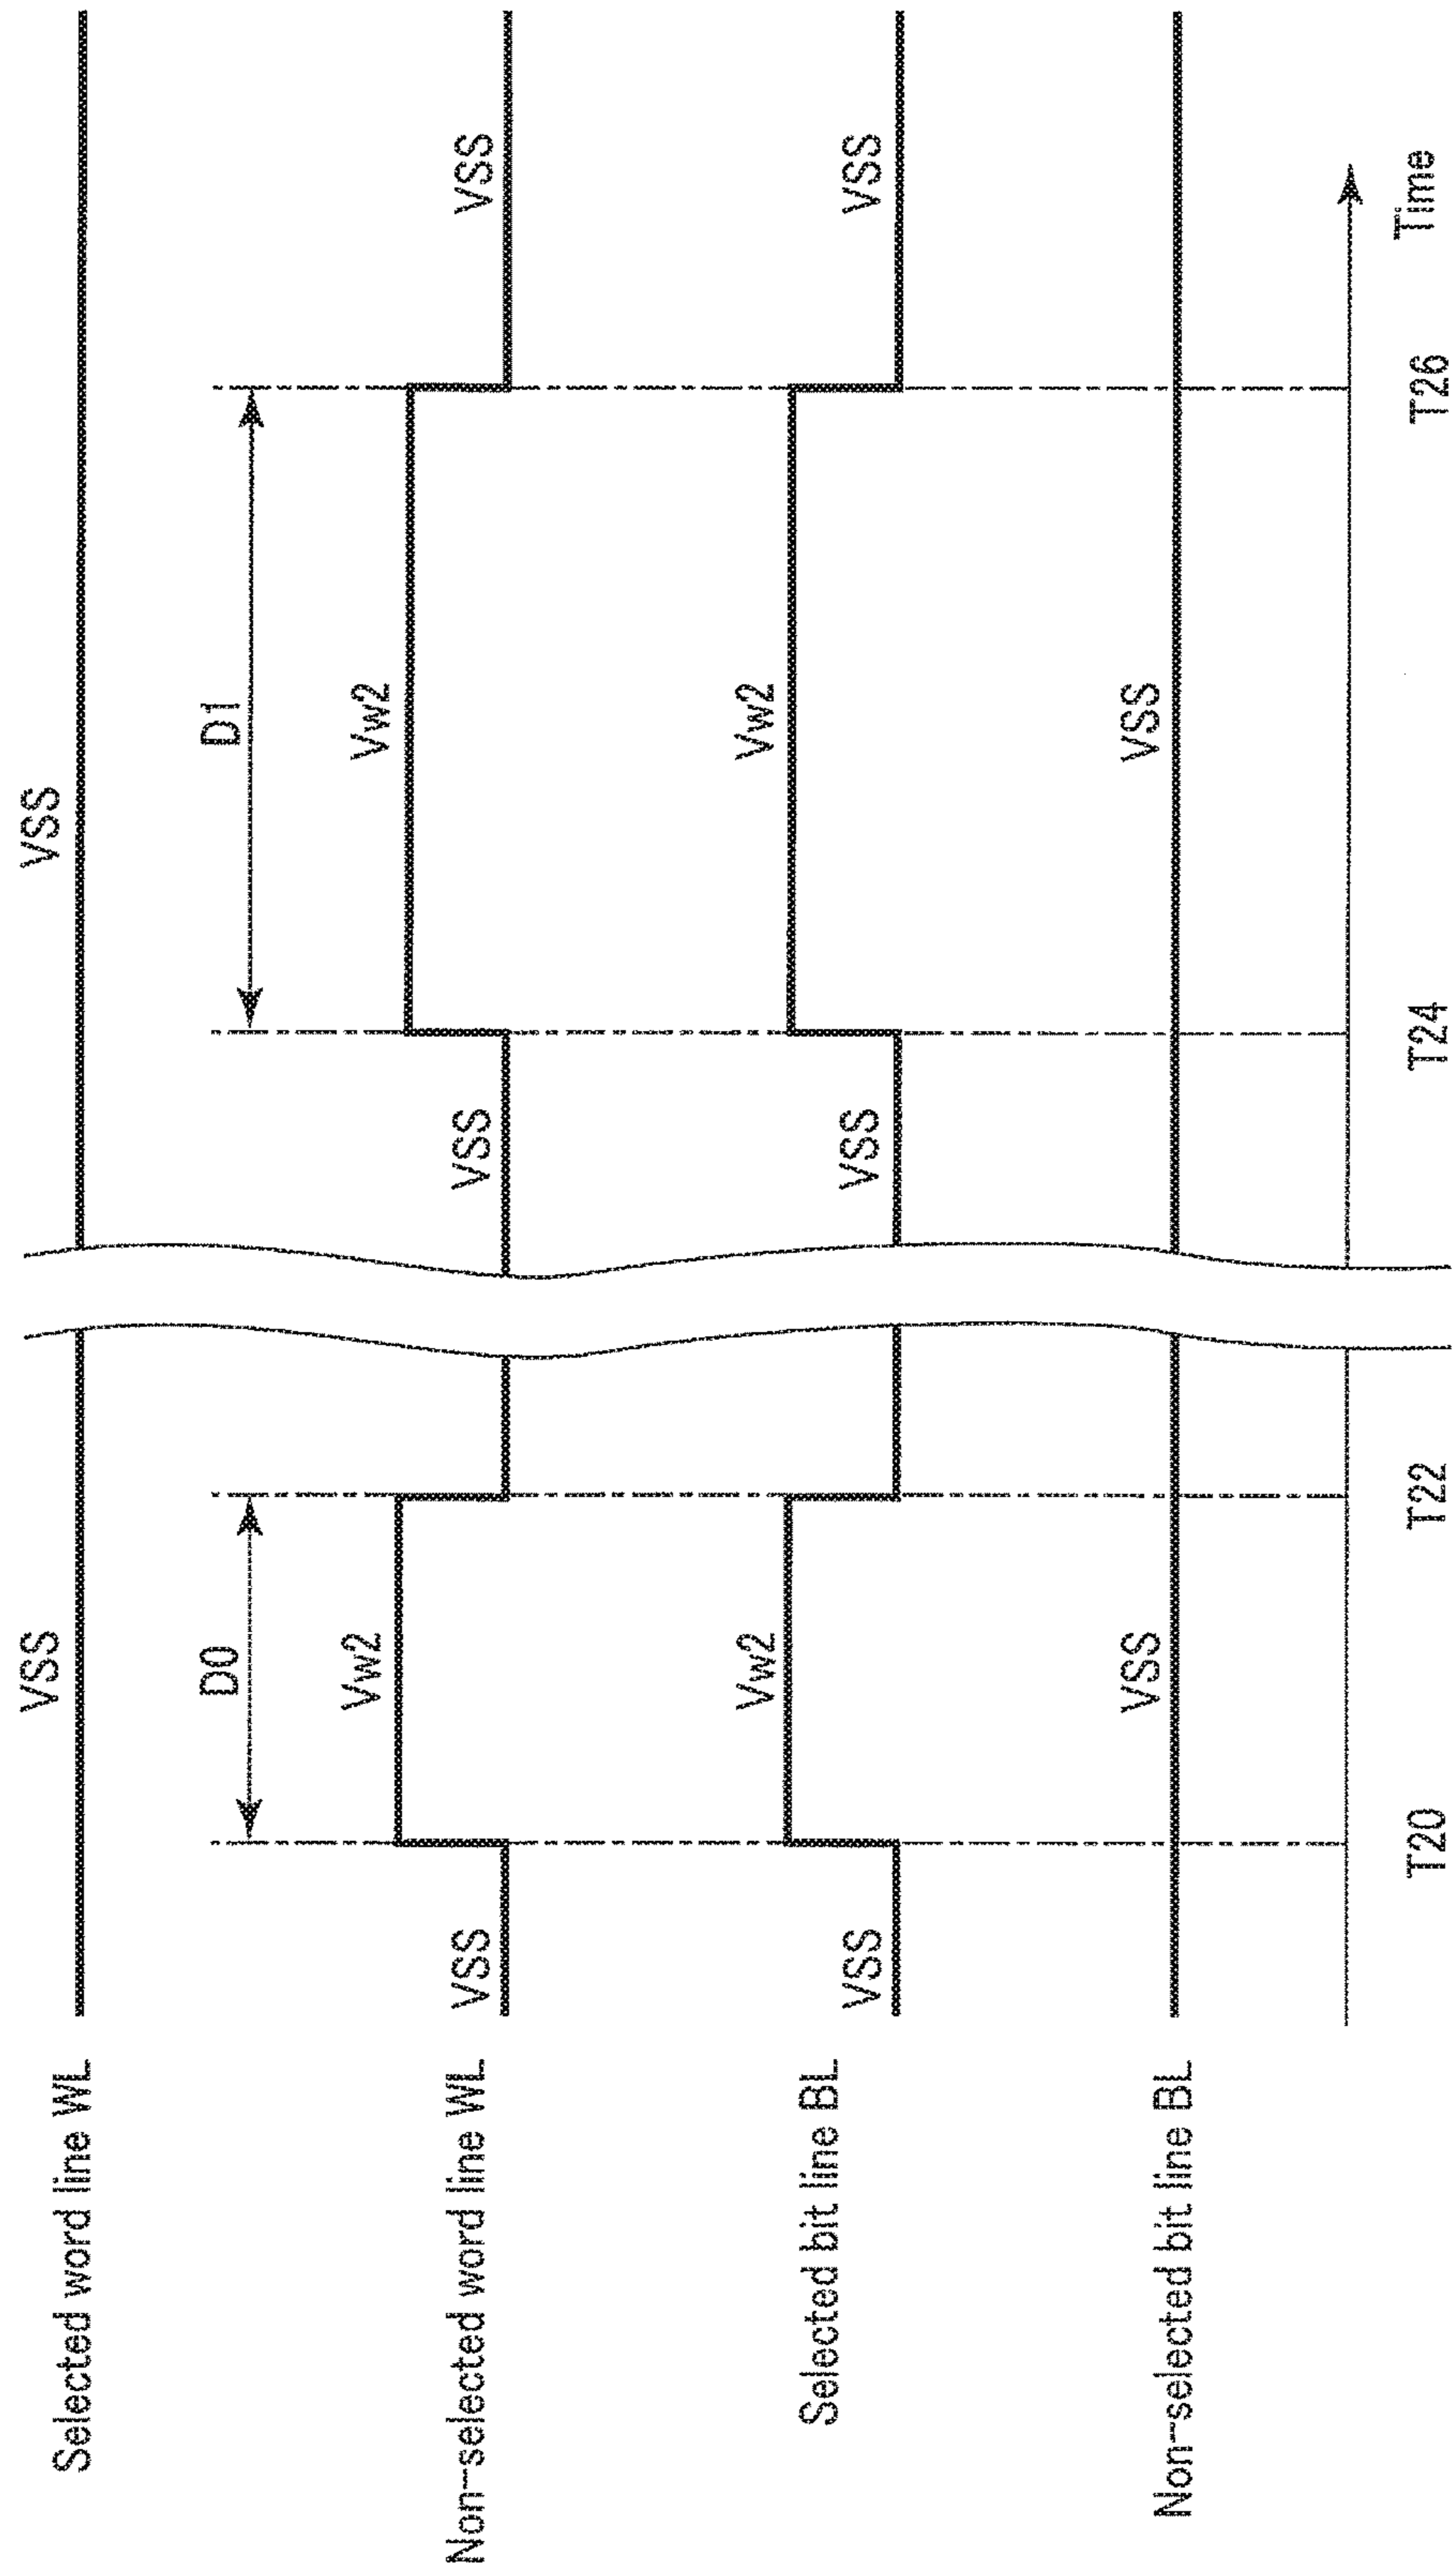 Selected word line WL
VSS
VSS
D0
D1
Non-selected word line WL
VSS
Vw2
VSS
Vw2
VSS
Selected bit line BL
VSS
Vw2
VSS
Vw2
VSS
Non-selected bit line BL
VSS
VSS
T20
T22
T24
T26
Time